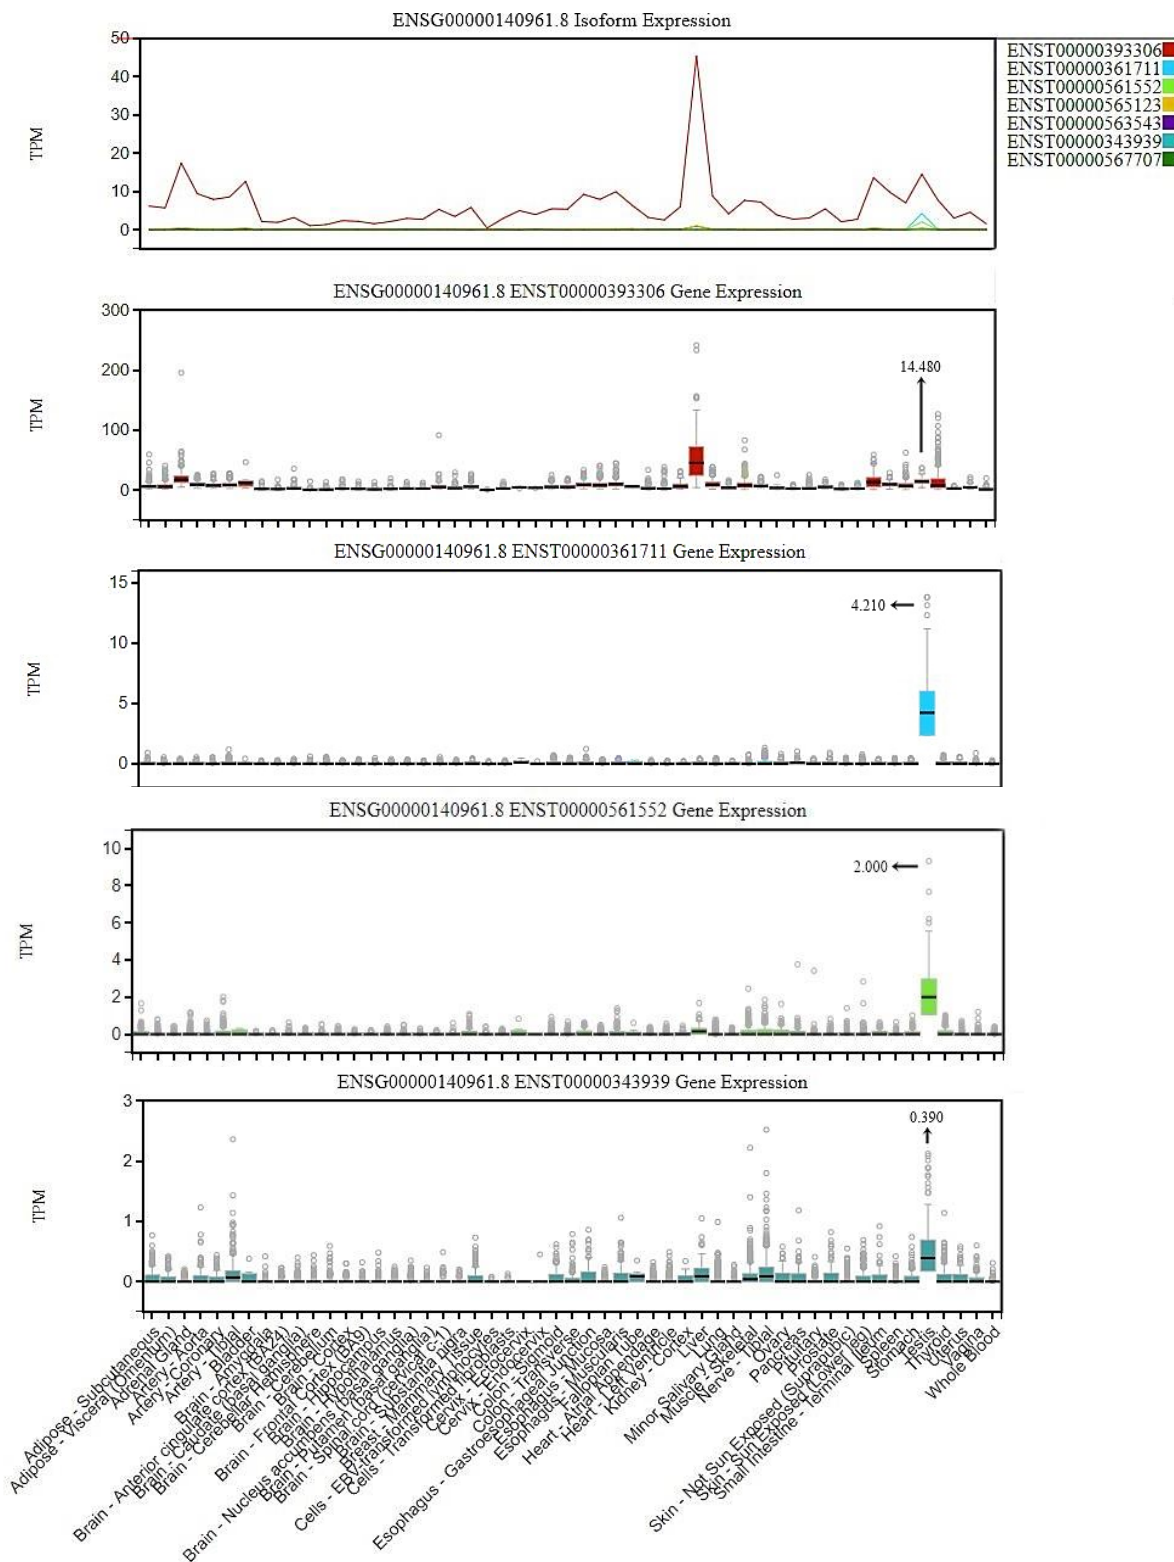 ENSG00000140961.8 Isoform Expression
50
40
30
20
10
0
TPM
ENST00000393306
ENST00000361711
ENST00000561552
ENST00000565123
ENST00000563543
ENST00000343939
ENST00000567707
ENSG00000140961.8 ENST00000393306 Gene Expression
300
200
100
0
TPM
14.480
ENSG00000140961.8 ENST00000361711 Gene Expression
15
10
5
0
TPM
4.210
ENSG00000140961.8 ENST00000561552 Gene Expression
10
8
6
4
2
0
TPM
2.000
ENSG00000140961.8 ENST00000343939 Gene Expression
3
2
1
0
TPM
0.390
Adipose - Subcutaneous
Adipose - Visceral (Omentum)
Adrenal Gland
Artery - Aorta
Artery - Coronary
Artery - Tibial
Bladder
Brain - Amygdala
Brain - Anterior cingulate cortex (BA24)
Brain - Caudate (basal ganglia)
Brain - Cerebellar Hemisphere
Brain - Cerebellum
Brain - Cortex
Brain - Frontal Cortex (BA9)
Brain - Hippocampus
Brain - Hypothalamus
Brain - Nucleus accumbens (basal ganglia)
Brain - Putamen (basal ganglia)
Brain - Spinal cord (cervical c-1)
Brain - Substantia nigra
Breast - Mammary Tissue
Cells - EBV-transformed lymphocytes
Cells - Transformed fibroblasts
Cervix - Ectocervix
Cervix - Endocervix
Colon - Sigmoid
Colon - Transverse
Esophagus - Gastroesophageal Junction
Esophagus - Mucosa
Esophagus - Muscularis
Fallopian Tube
Heart - Atrial Appendage
Heart - Left Ventricle
Kidney - Cortex
Liver
Lung
Minor Salivary Gland
Muscle - Skeletal
Nerve - Tibial
Ovary
Pancreas
Pituitary
Prostate
Skin - Not Sun Exposed (Suprapubic)
Skin - Sun Exposed (Lower leg)
Small Intestine - Terminal Ileum
Spleen
Stomach
Testis
Thyroid
Uterus
Vagina
Whole Blood